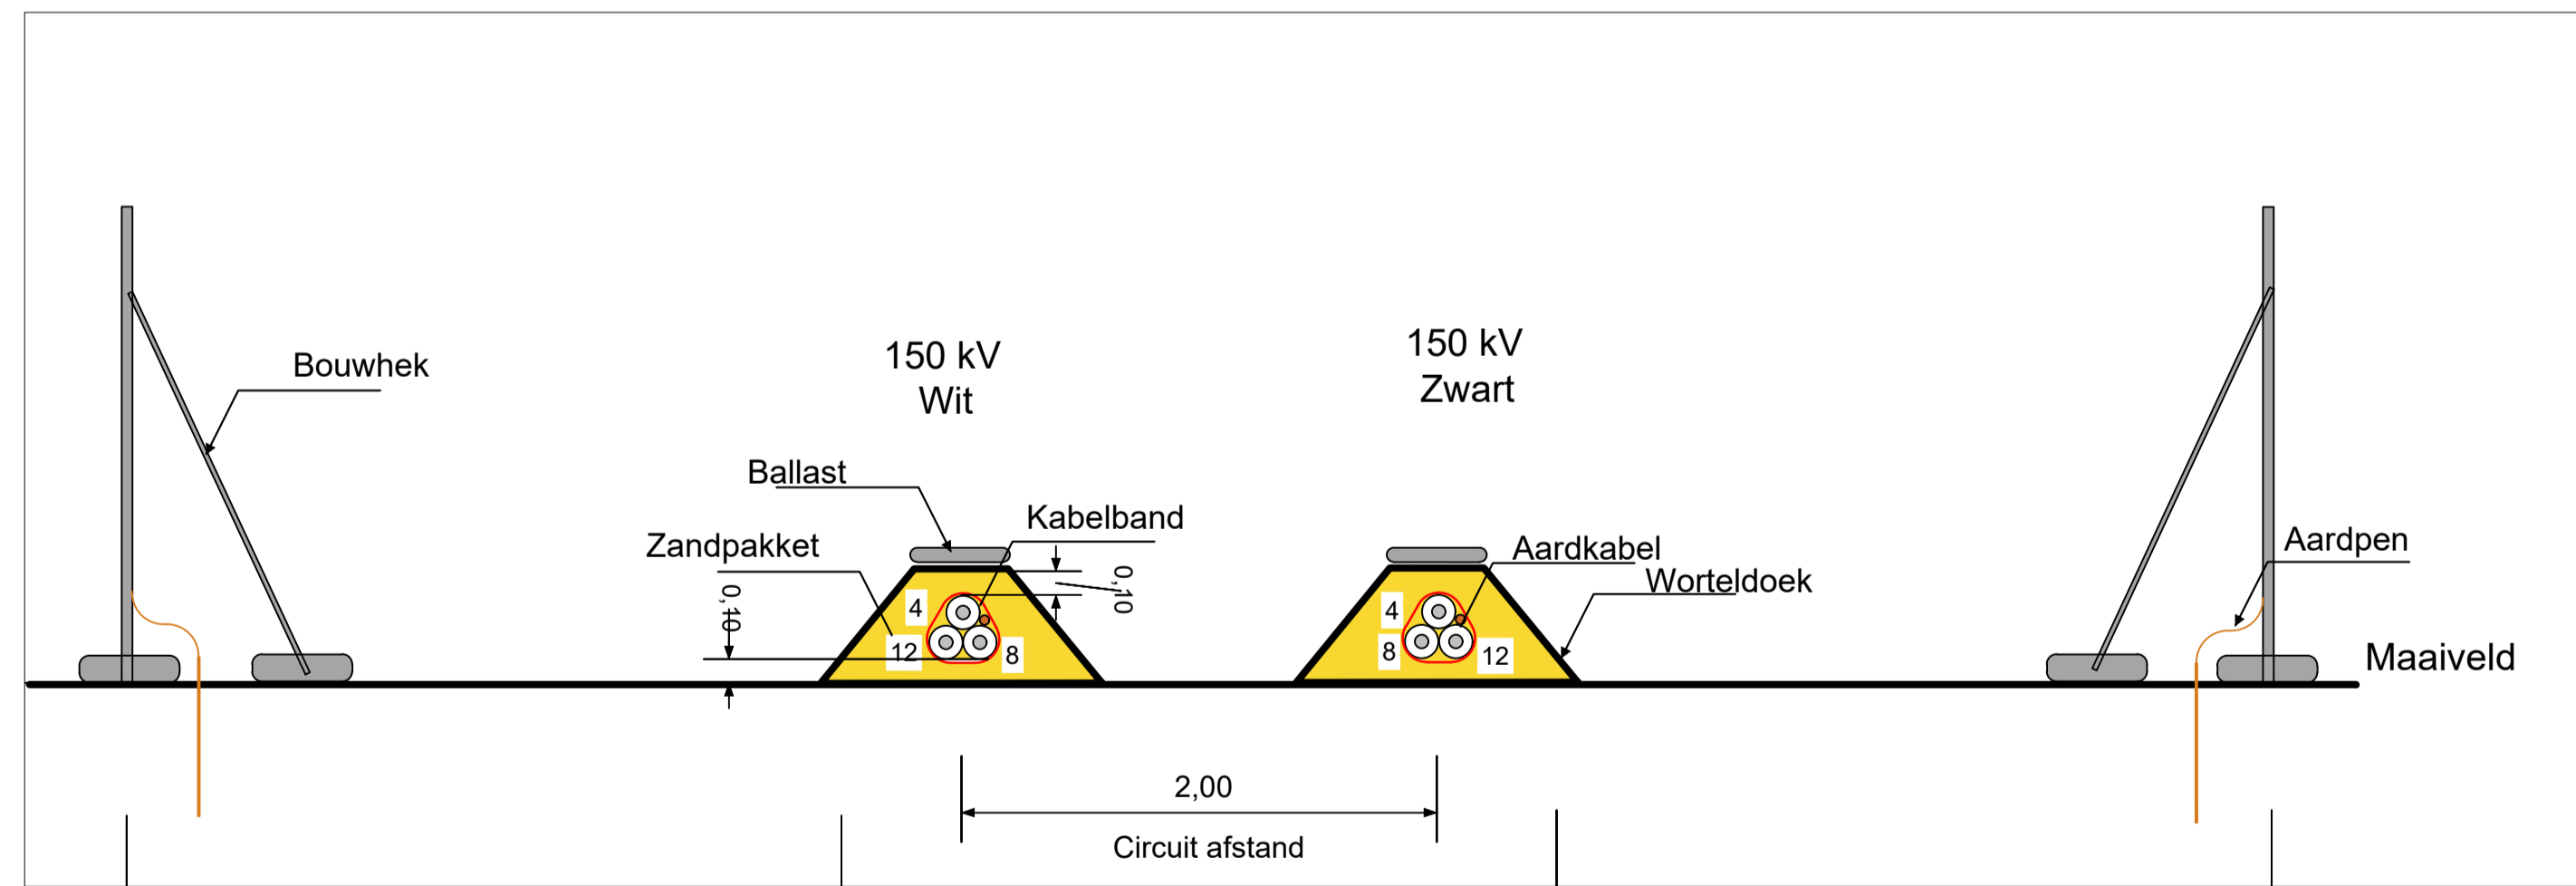 150 kV
Wit
150 kV
Zwart
Bouwhek
Ballast
Kabelband
Zandpakket
Aardkabel
Aardpen
Worteldoek
0,10
0,10
4
12
8
4
8
12
Maaiveld
2,00
Circuit afstand